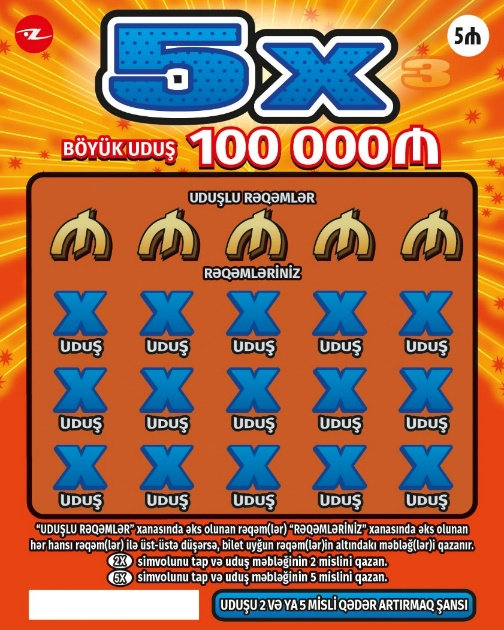 5X
3
5₼
BÖYÜK UDUŞ 100 000₼
UDUŞLU RƏQƏMLƏR
₼ ₼ ₼ ₼ ₼
RƏQƏMLƏRİNİZ
X X X X X
UDUŞ UDUŞ UDUŞ UDUŞ UDUŞ
X X X X X
UDUŞ UDUŞ UDUŞ UDUŞ UDUŞ
X X X X X
UDUŞ UDUŞ UDUŞ UDUŞ UDUŞ
“UDUŞLU RƏQƏMLƏR” xanasında əks olunan rəqəm(lər) “RƏQƏMLƏRİNİZ” xanasında əks olunan
hər hansı rəqəm(lər) ilə üst-üstə düşərsə, bilet uyğun rəqəm(lər)in altındakı məbləğ(lər)i qazanır.
2X simvolunu tap və uduş məbləğinin 2 mislini qazan.
5X simvolunu tap və uduş məbləğinin 5 mislini qazan.
UDUŞU 2 VƏ YA 5 MİSLİ QƏDƏR ARTIRMAQ ŞANSI